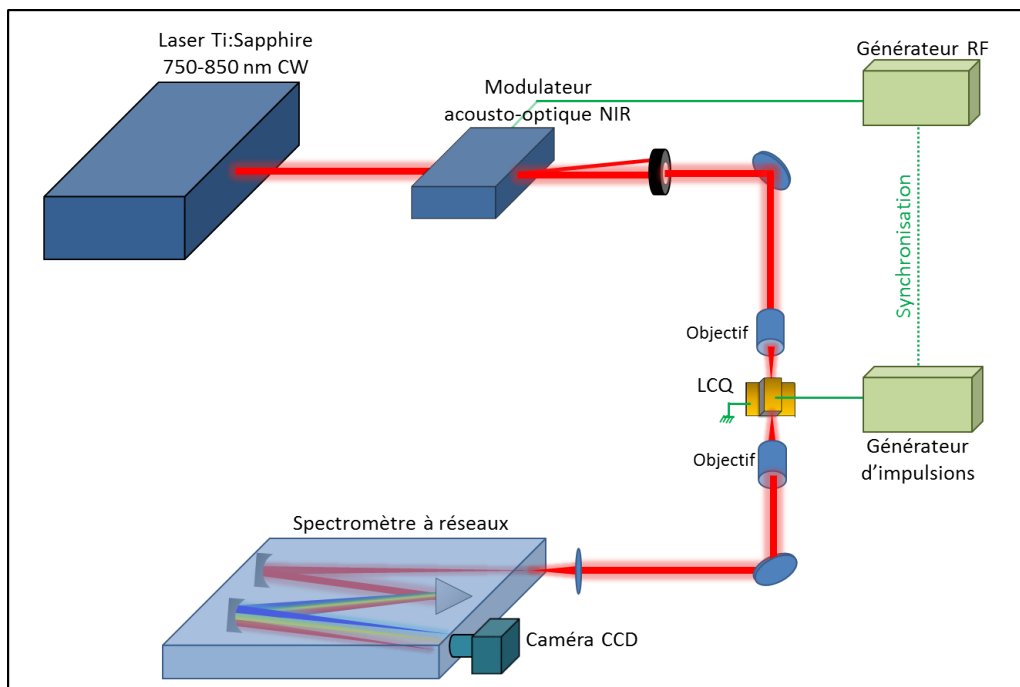 Laser Ti:Sapphire
750-850 nm CW
Modulateur
acousto-optique NIR
Générateur RF
Synchronisation
Objectif
LCQ
Objectif
Générateur
d'impulsions
Spectromètre à réseaux
Caméra CCD